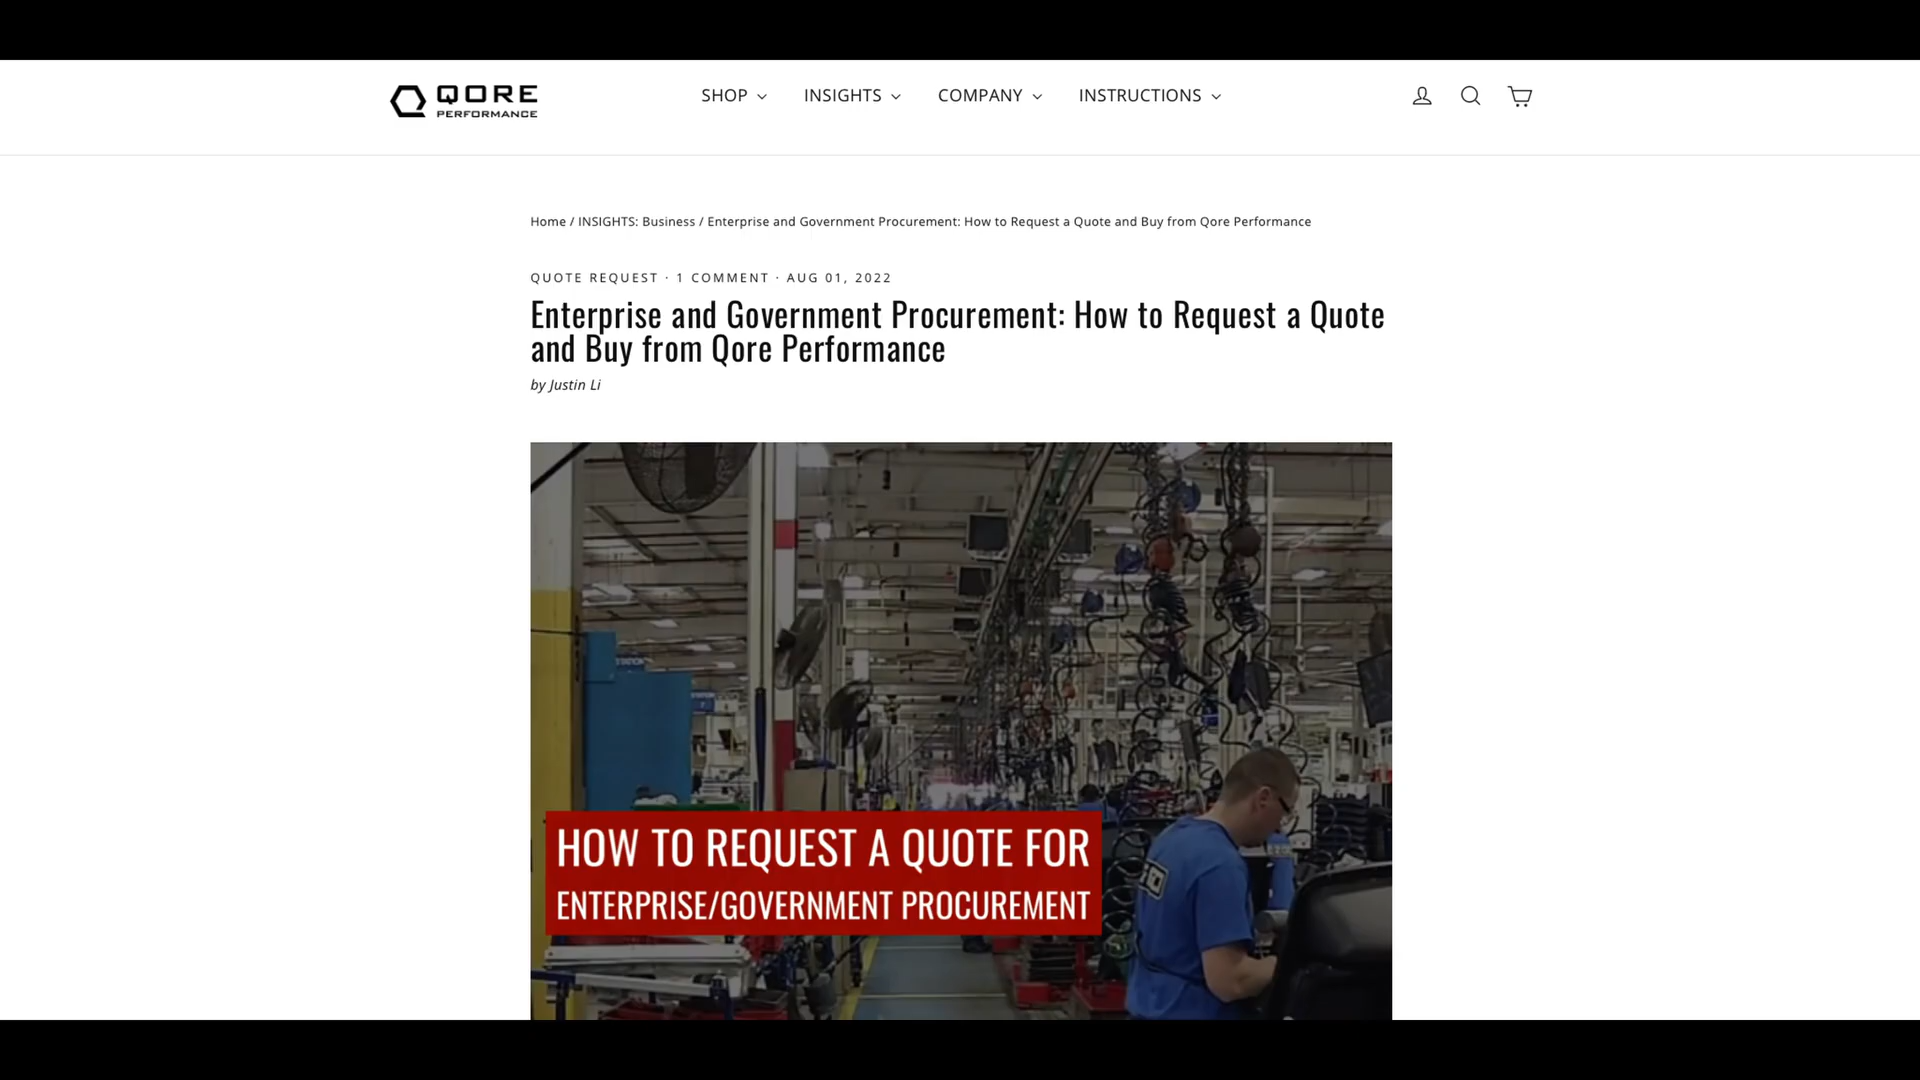 QORE
PERFORMANCE
SHOP
INSIGHTS
COMPANY
INSTRUCTIONS
Home / INSIGHTS: Business / Enterprise and Government Procurement: How to Request a Quote and Buy from Qore Performance
QUOTE REQUEST · 1 COMMENT · AUG 01, 2022
Enterprise and Government Procurement: How to Request a Quote
and Buy from Qore Performance
by Justin Li
HOW TO REQUEST A QUOTE FOR
ENTERPRISE/GOVERNMENT PROCUREMENT